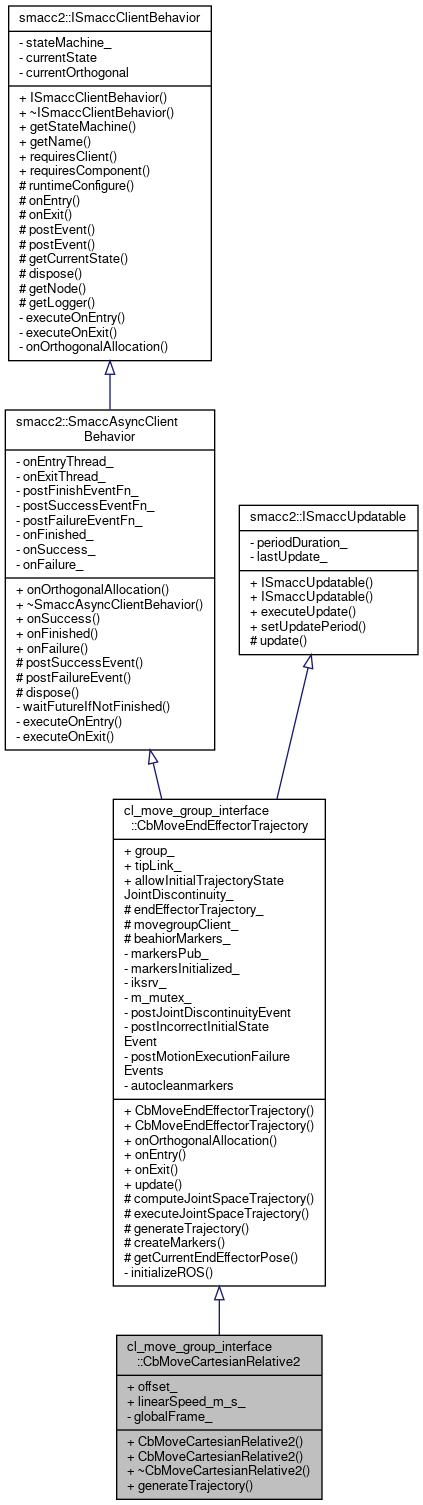 smacc2::ISmaccClientBehavior
- stateMachine_
- currentState
- currentOrthogonal
+ ISmaccClientBehavior()
+ ~ISmaccClientBehavior()
+ getStateMachine()
+ getName()
+ requiresClient()
+ requiresComponent()
# runtimeConfigure()
# onEntry()
# onExit()
# postEvent()
# postEvent()
# getCurrentState()
# dispose()
# getNode()
# getLogger()
- executeOnEntry()
- executeOnExit()
- onOrthogonalAllocation()
smacc2::SmaccAsyncClient
Behavior
- onEntryThread_
- onExitThread_
- postFinishEventFn_
- postSuccessEventFn_
- postFailureEventFn_
- onFinished_
- onSuccess_
- onFailure_
+ onOrthogonalAllocation()
+ ~SmaccAsyncClientBehavior()
+ onSuccess()
+ onFinished()
+ onFailure()
# postSuccessEvent()
# postFailureEvent()
# dispose()
- waitFutureIfNotFinished()
- executeOnEntry()
- executeOnExit()
smacc2::ISmaccUpdatable
- periodDuration_
- lastUpdate_
+ ISmaccUpdatable()
+ ISmaccUpdatable()
+ executeUpdate()
+ setUpdatePeriod()
# update()
cl_move_group_interface
::CbMoveEndEffectorTrajectory
+ group_
+ tipLink_
+ allowInitialTrajectoryState
JointDiscontinuity_
# endEffectorTrajectory_
# movegroupClient_
# beahiorMarkers_
- markersPub_
- markersInitialized_
- iksrv_
- m_mutex_
- postJointDiscontinuityEvent
- postIncorrectInitialState
Event
- postMotionExecutionFailure
Events
- autocleanmarkers
+ CbMoveEndEffectorTrajectory()
+ CbMoveEndEffectorTrajectory()
+ onOrthogonalAllocation()
+ onEntry()
+ onExit()
+ update()
# computeJointSpaceTrajectory()
# executeJointSpaceTrajectory()
# generateTrajectory()
# createMarkers()
# getCurrentEndEffectorPose()
- initializeROS()
cl_move_group_interface
::CbMoveCartesianRelative2
+ offset_
+ linearSpeed_m_s_
- globalFrame_
+ CbMoveCartesianRelative2()
+ CbMoveCartesianRelative2()
+ ~CbMoveCartesianRelative2()
+ generateTrajectory()